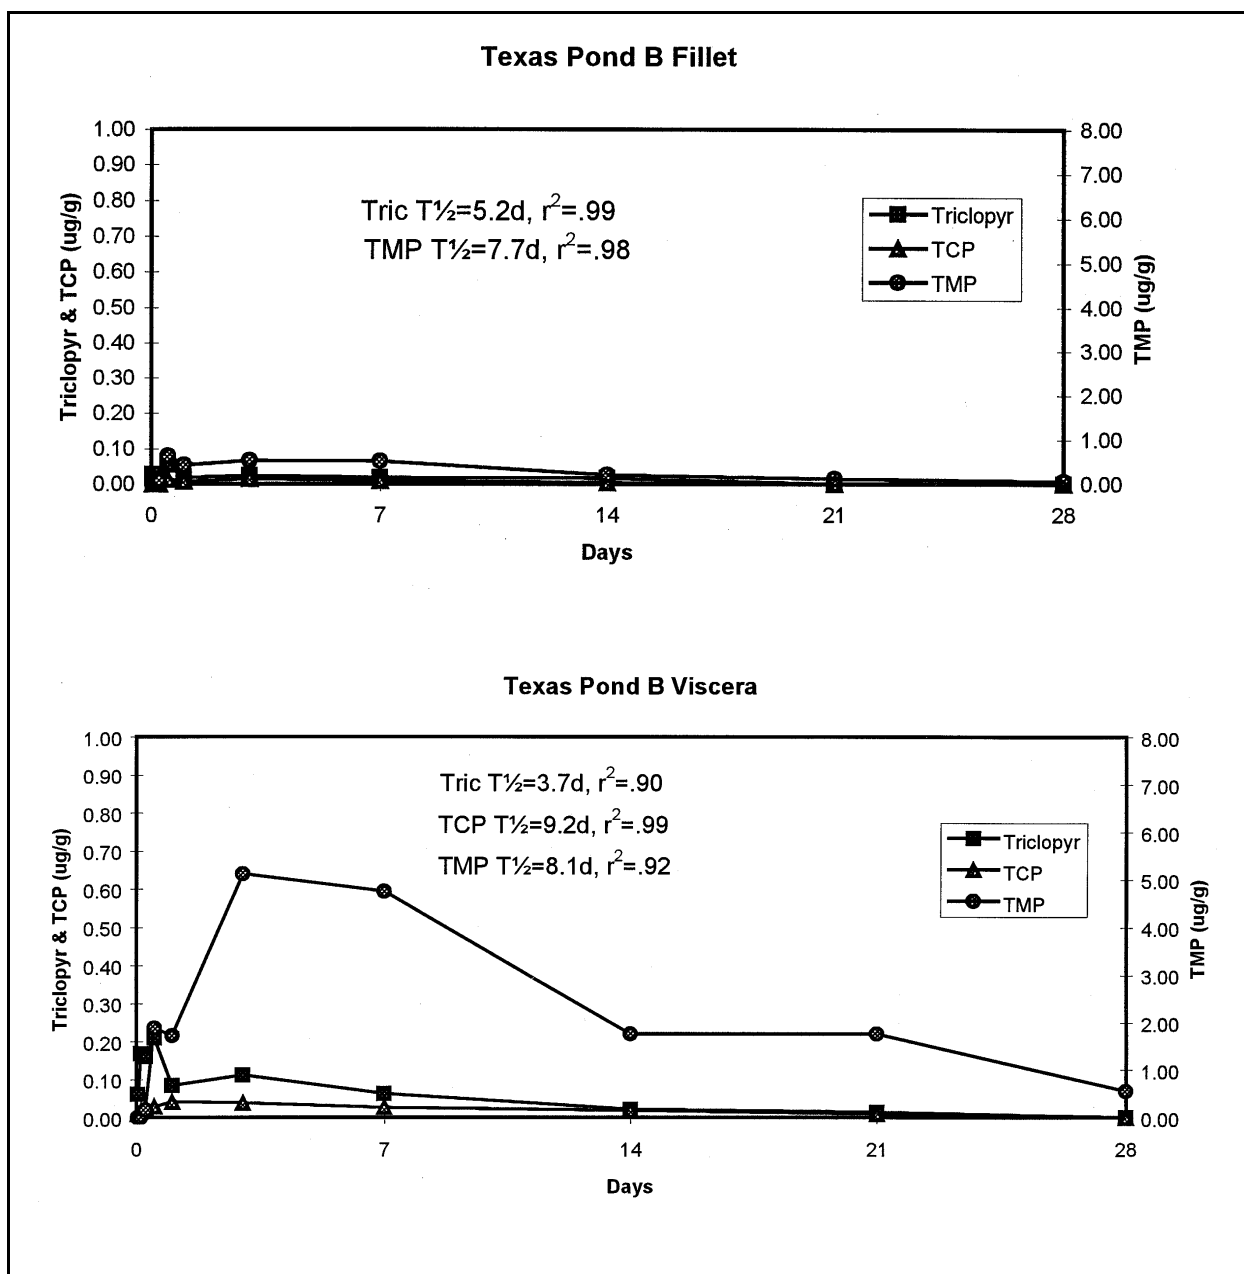 Texas Pond B Fillet
1.00
0.90
0.80
0.70
0.60
0.50
0.40
0.30
0.20
0.10
0.00
Triclopyr & TCP (ug/g)
Tric T½=5.2d, r²=.99
TMP T½=7.7d, r²=.98
Triclopyr
TCP
TMP
8.00
7.00
6.00
5.00
4.00
3.00
2.00
1.00
0.00
TMP (ug/g)
0 7 14 21 28
Days
Texas Pond B Viscera
1.00
0.90
0.80
0.70
0.60
0.50
0.40
0.30
0.20
0.10
0.00
Triclopyr & TCP (ug/g)
Tric T½=3.7d, r²=.90
TCP T½=9.2d, r²=.99
TMP T½=8.1d, r²=.92
Triclopyr
TCP
TMP
8.00
7.00
6.00
5.00
4.00
3.00
2.00
1.00
0.00
TMP (ug/g)
0 7 14 21 28
Days